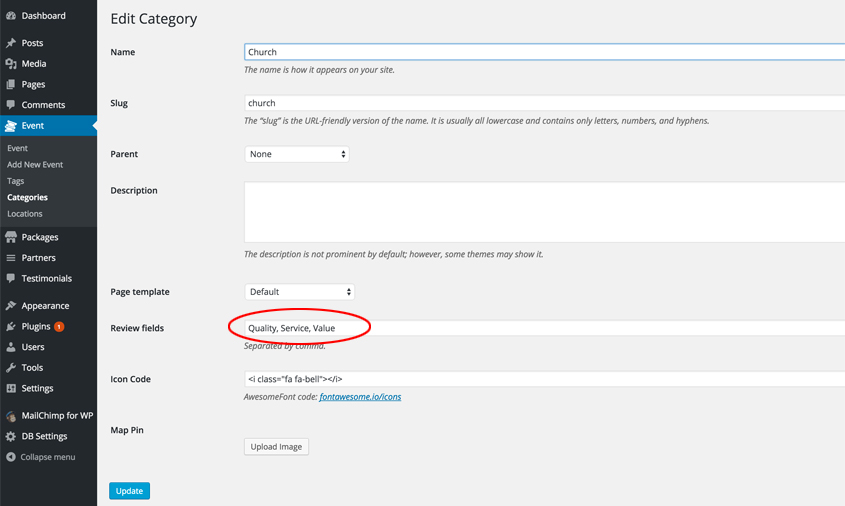 Dashboard
Posts
Media
Pages
Comments
Event
Event
Add New Event
Tags
Categories
Locations
Packages
Partners
Testimonials
Appearance
Plugins 1
Users
Tools
Settings
MailChimp for WP
DB Settings
Collapse menu
Edit Category
Name
Church
The name is how it appears on your site.
Slug
church
The “slug” is the URL-friendly version of the name. It is usually all lowercase and contains only letters, numbers, and hyphens.
Parent
None
Description
The description is not prominent by default; however, some themes may show it.
Page template
Default
Review fields
Quality, Service, Value
Separated by comma.
Icon Code
<i class="fa fa-bell"></i>
AwesomeFont code: fontawesome.io/icons
Map Pin
Upload Image
Update